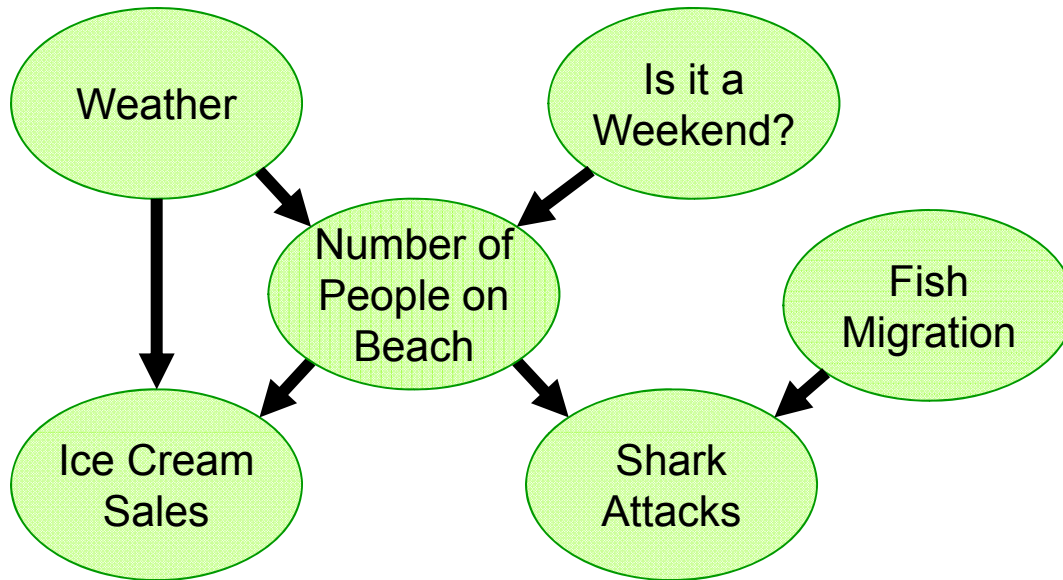 Weather
Is it a
Weekend?
Number of
People on
Beach
Fish
Migration
Ice Cream
Sales
Shark
Attacks